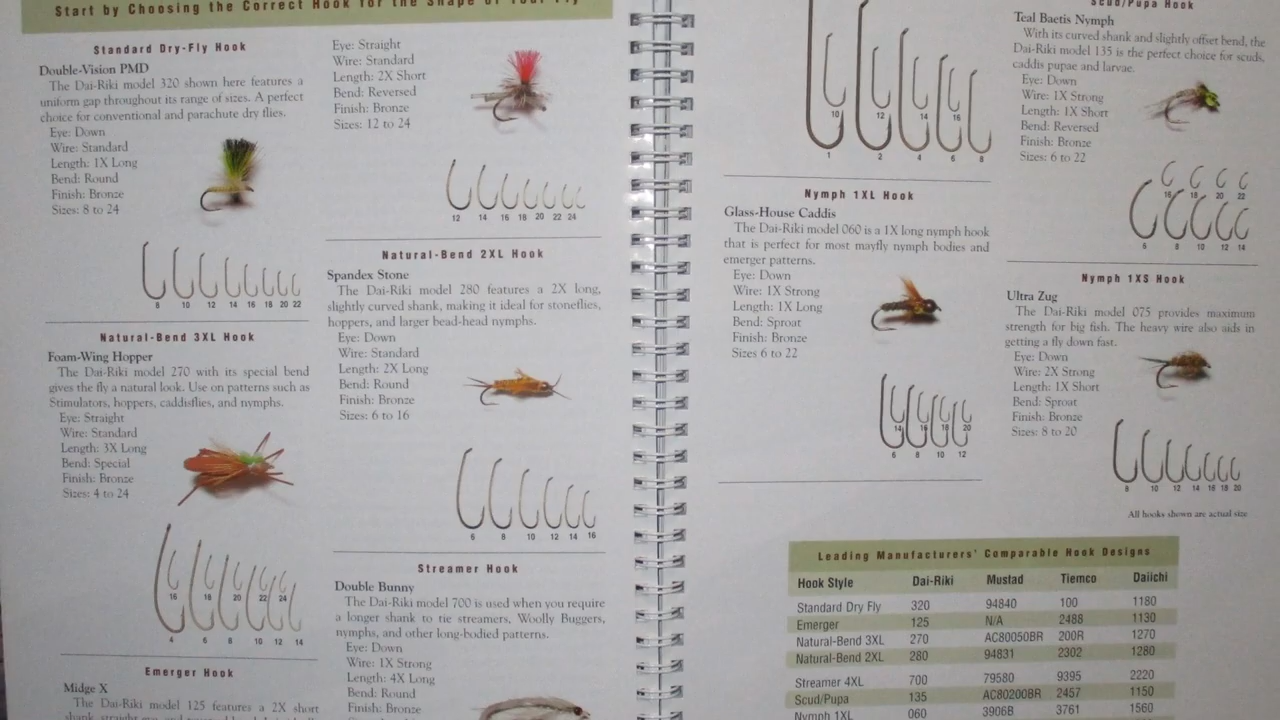 Start by Choosing the Correct Hook for the Shape of Your Fly
Standard Dry-Fly Hook
Double-Vision PMD
The Dai-Riki model 320 shown here features a
uniform gap throughout its range of sizes. A perfect
choice for conventional and parachute dry flies.
Eye: Down
Wire: Standard
Length: 1X Long
Bend: Round
Finish: Bronze
Sizes: 8 to 24
8 10 12 14 16 18 20 22
Natural-Bend 3XL Hook
Foam-Wing Hopper
The Dai-Riki model 270 with its special bend
gives the fly a natural look. Use on patterns such as
Stimulators, hoppers, caddisflies, and nymphs.
Eye: Straight
Wire: Standard
Length: 3X Long
Bend: Special
Finish: Bronze
Sizes: 4 to 24
16 18 20 22 24
4 6 8 10 12 14
Emerger Hook
Midge X
The Dai-Riki model 125 features a 2X short
Eye: Straight
Wire: Standard
Length: 2X Short
Bend: Reversed
Finish: Bronze
Sizes: 12 to 24
12 14 16 18 20 22 24
Natural-Bend 2XL Hook
Spandex Stone
The Dai-Riki model 280 features a 2X long,
slightly curved shank, making it ideal for stoneflies,
hoppers, and larger bead-head nymphs.
Eye: Down
Wire: Standard
Length: 2X Long
Bend: Round
Finish: Bronze
Sizes: 6 to 16
6 8 10 12 14 16
Streamer Hook
Double Bunny
The Dai-Riki model 700 is used when you require
a longer shank to tie streamers, Woolly Buggers,
nymphs, and other long-bodied patterns.
Eye: Down
Wire: 1X Strong
Length: 4X Long
Bend: Round
Finish: Bronze
10 12 14 16
1 2 4 6 8
Nymph 1XL Hook
Glass-House Caddis
The Dai-Riki model 060 is a 1X long nymph hook
that is perfect for most mayfly nymph bodies and
emerger patterns.
Eye: Down
Wire: 1X Strong
Length: 1X Long
Bend: Sproat
Finish: Bronze
Sizes 6 to 22
14 16 18 20
6 8 10 12
Scud/Pupa Hook
Teal Baetis Nymph
With its curved shank and slightly offset bend, the
Dai-Riki model 135 is the perfect choice for scuds,
caddis pupae and larvae.
Eye: Down
Wire: 1X Strong
Length: 1X Short
Bend: Reversed
Finish: Bronze
Sizes: 6 to 22
16 18 20 22
6 8 10 12 14
Nymph 1XS Hook
Ultra Zug
The Dai-Riki model 075 provides maximum
strength for big fish. The heavy wire also aids in
getting a fly down fast.
Eye: Down
Wire: 2X Strong
Length: 1X Short
Bend: Sproat
Finish: Bronze
Sizes: 8 to 20
8 10 12 14 16 18 20
All hooks shown are actual size
Leading Manufacturers' Comparable Hook Designs
Hook Style Dai-Riki Mustad Tiemco Daiichi
Standard Dry Fly 320 94840 100 1180
Emerger 125 N/A 2488 1130
Natural-Bend 3XL 270 AC80050BR 200R 1270
Natural-Bend 2XL 280 94831 2302 1280
Streamer 4XL 700 79580 9395 2220
Scud/Pupa 135 AC80200BR 2457 1150
Nymph 1XL 060 3906B 3761 1560